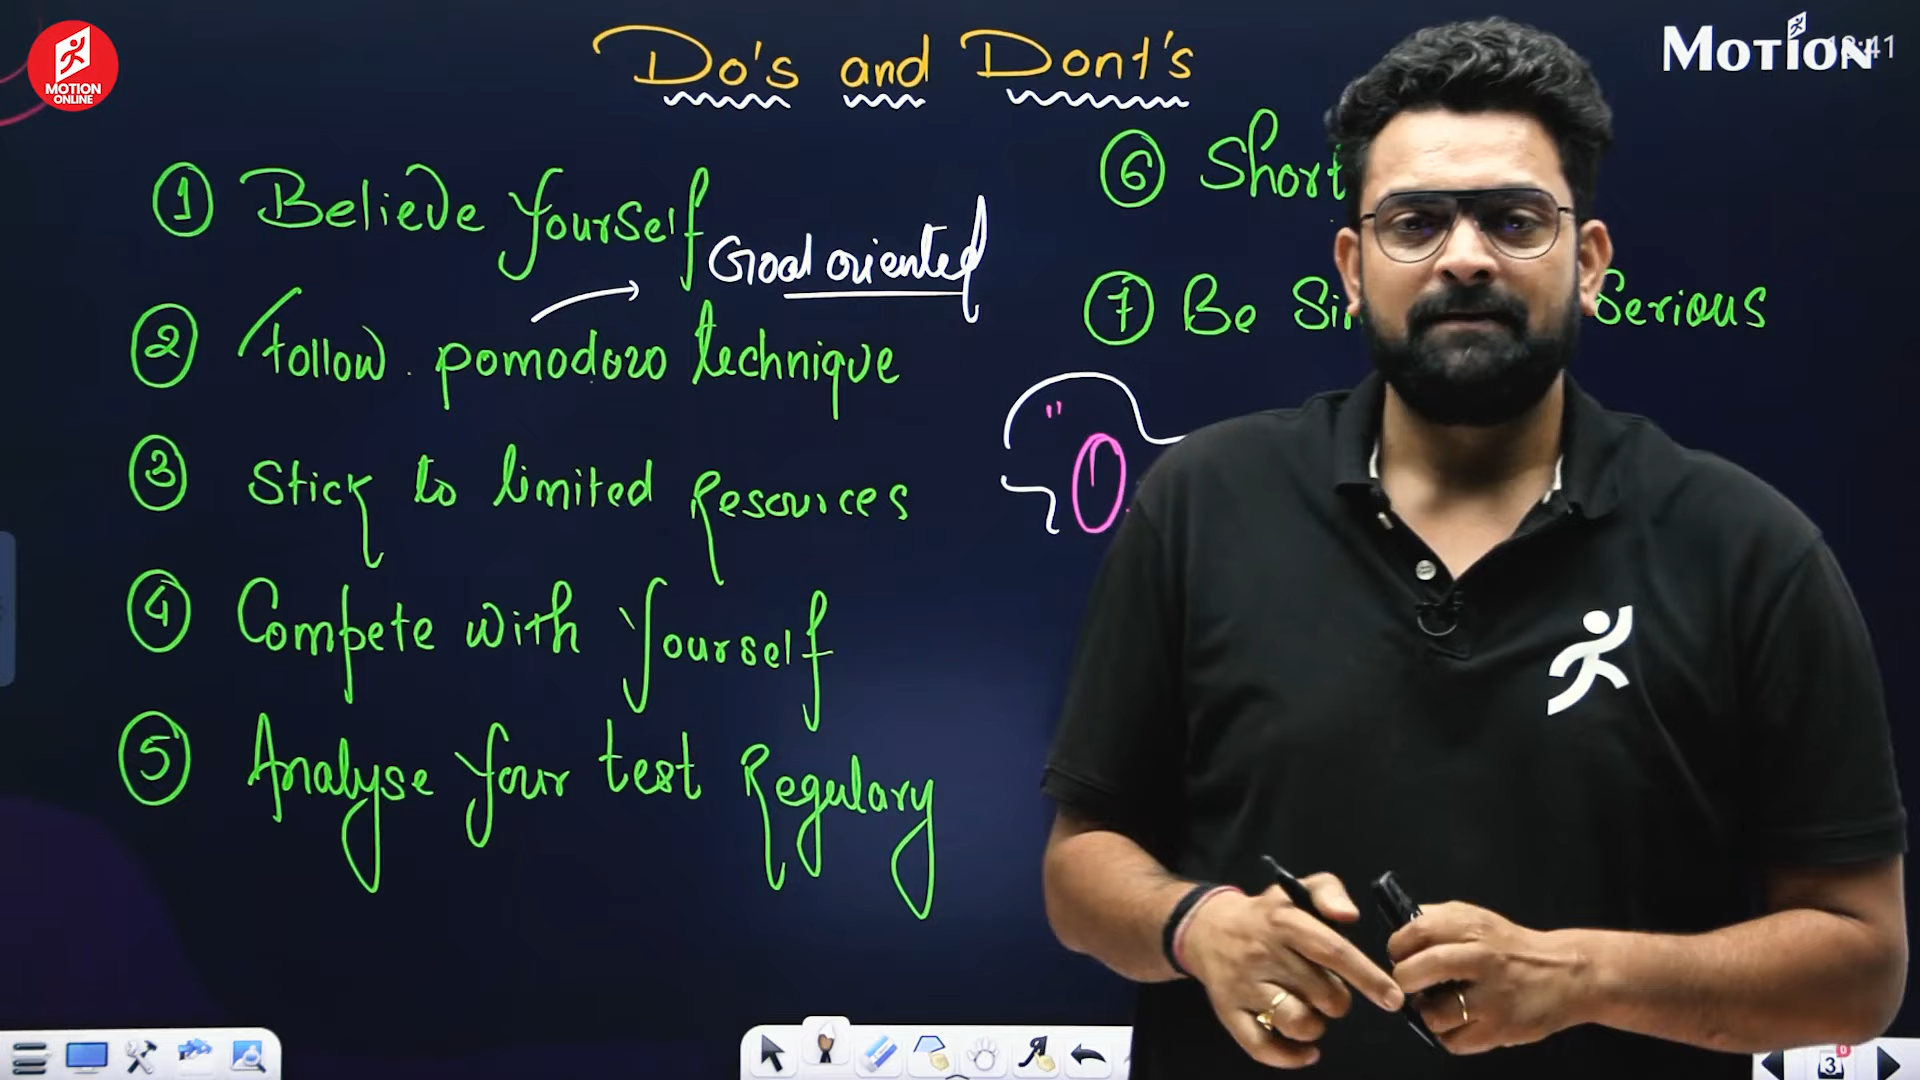 MOTION
ONLINE
MOTION
Do's and Dont's
1 Believe Yourself
Goal oriented
2 Follow pomodoro technique
3 Stick to limited Resources
4 Compete with Yourself
5 Analyse Your test Regulary
6 Short
7 Be Serious
3